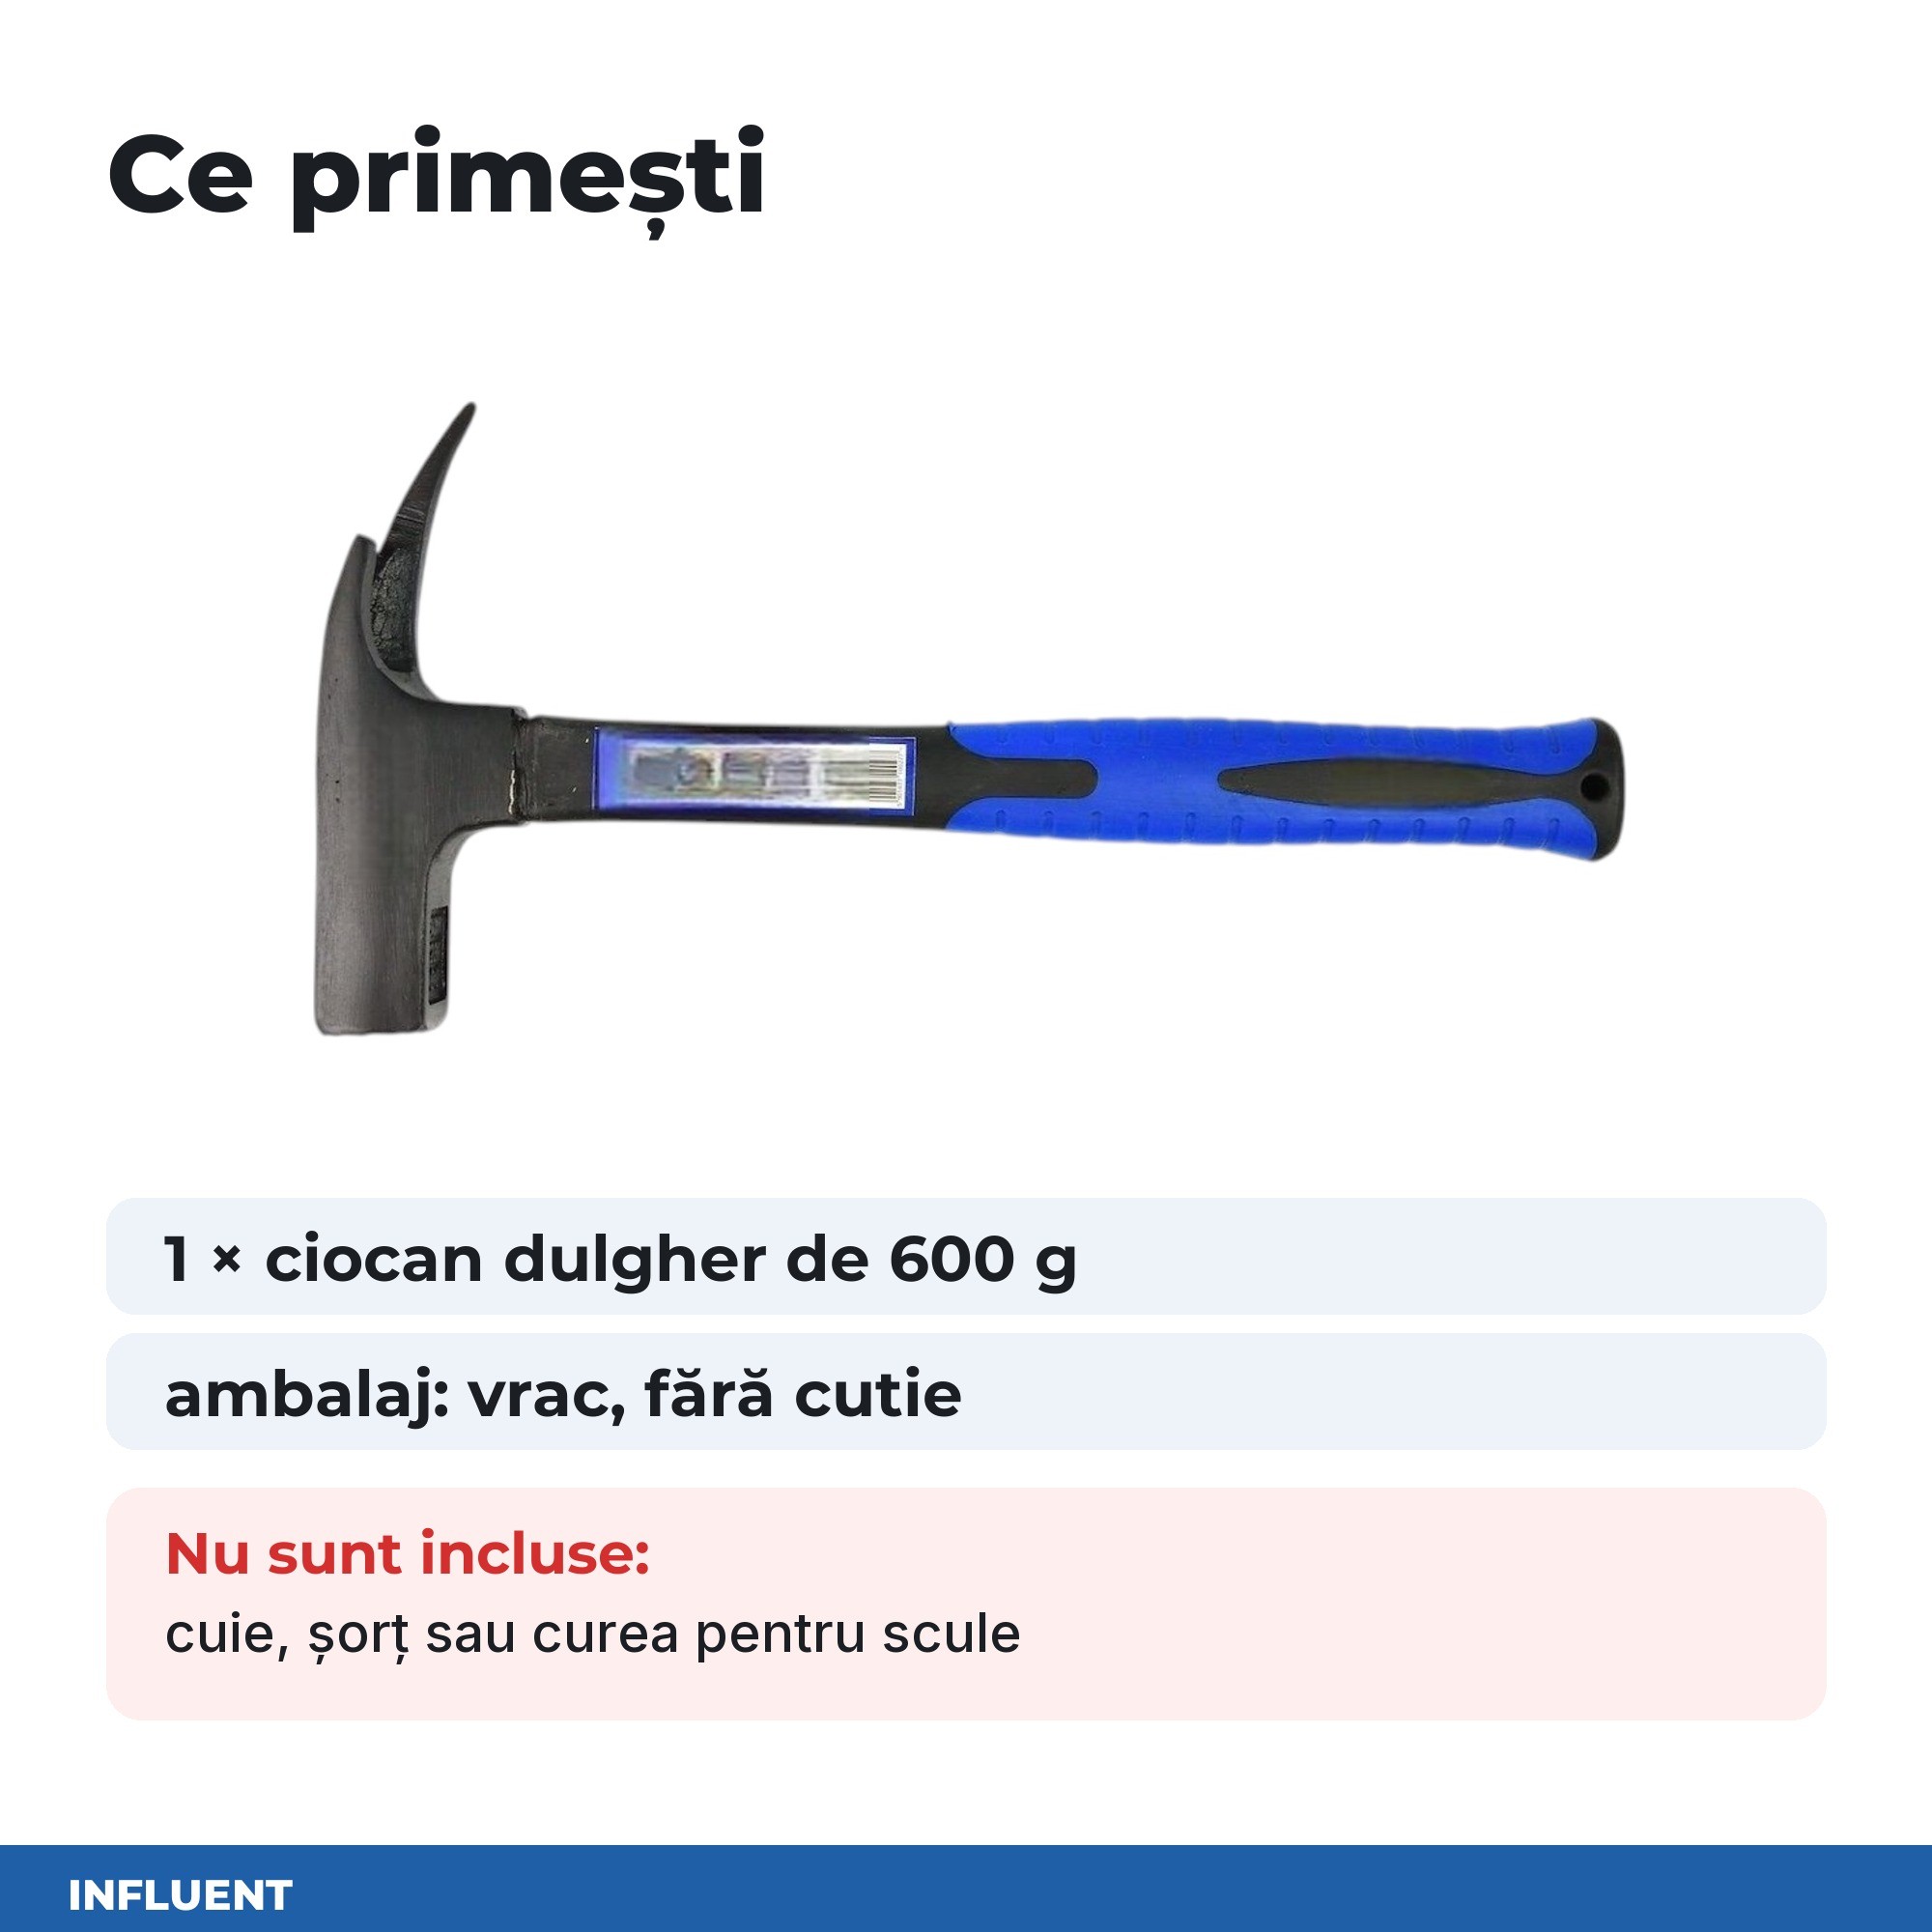 Ce primești
1 × ciocan dulgher de 600 g
ambalaj: vrac, fără cutie
Nu sunt incluse:
cuie, șorț sau curea pentru scule
INFLUENT